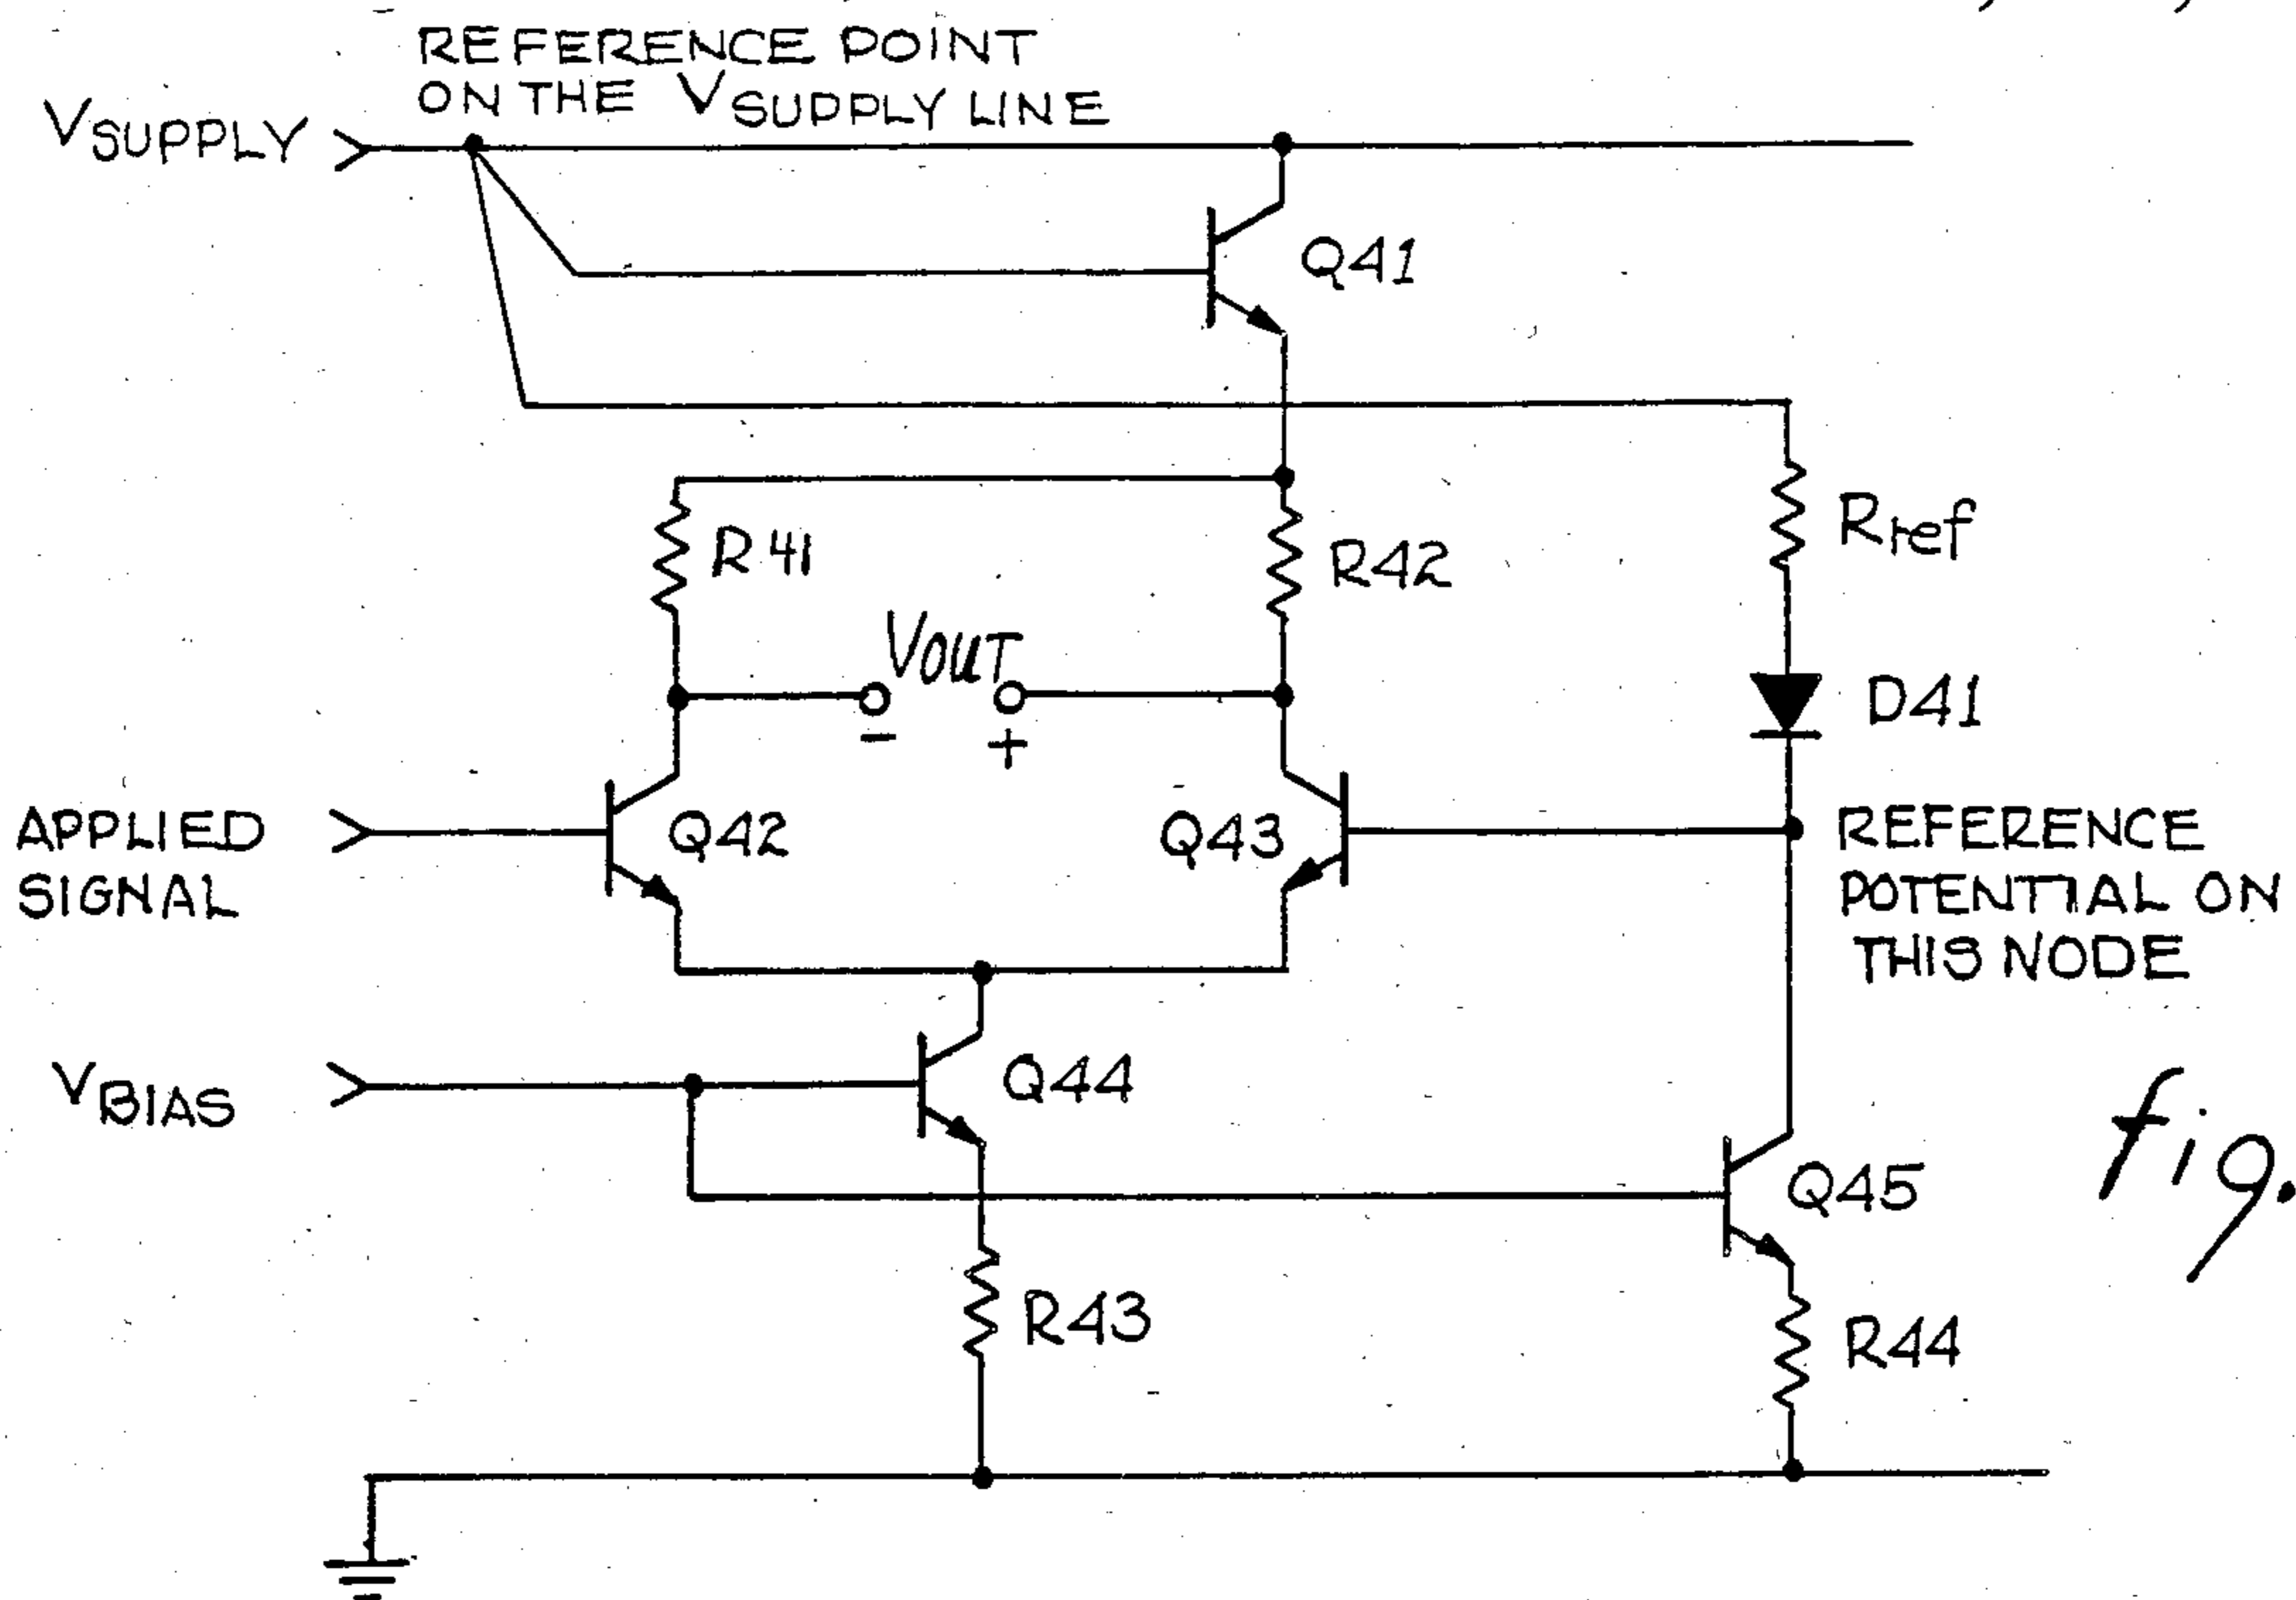 REFERENCE POINT
ON THE VSUPPLY LINE
VSUPPLY
Q41
R41
R42
Rref
VOUT
D41
- +
APPLIED
SIGNAL
Q42
Q43
REFERENCE
POTENTIAL ON
THIS NODE
VBIAS
Q44
Q45
fig.
R43
R44